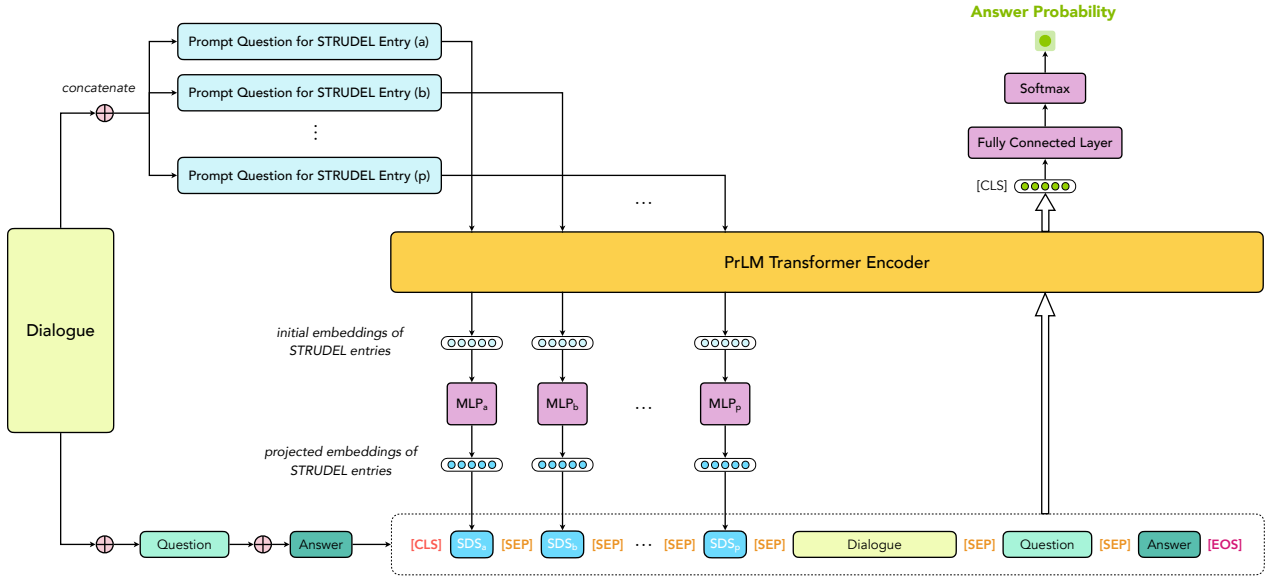 Answer Probability
Prompt Question for STRUDEL Entry (a)
concatenate
Prompt Question for STRUDEL Entry (b)
Softmax
⋮
Fully Connected Layer
Prompt Question for STRUDEL Entry (p)
[CLS]
...
PrLM Transformer Encoder
Dialogue
initial embeddings of
STRUDEL entries
MLPa
MLPb
...
MLPp
projected embeddings of
STRUDEL entries
Question
Answer
[CLS] SDSa [SEP] SDSb [SEP] ... [SEP] SDSp [SEP] Dialogue [SEP] Question [SEP] Answer [EOS]